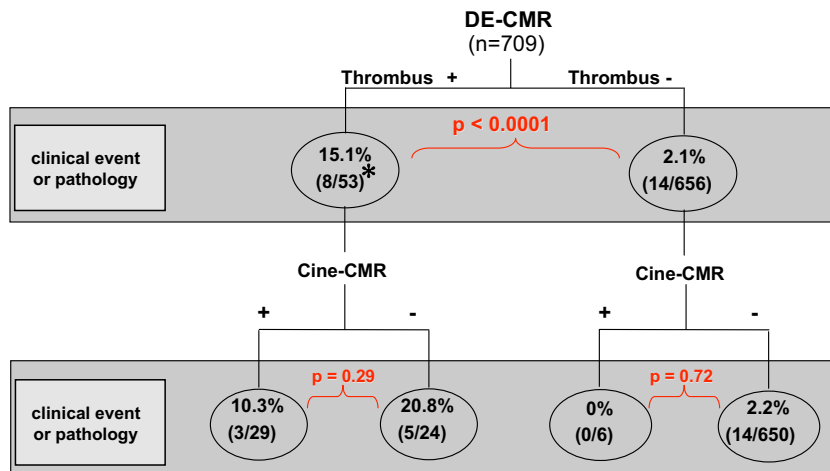 DE-CMR
(n=709)
Thrombus +
Thrombus -
clinical event
or pathology
15.1%
(8/53)*
p < 0.0001
2.1%
(14/656)
Cine-CMR
Cine-CMR
+
-
+
-
clinical event
or pathology
10.3%
(3/29)
p = 0.29
20.8%
(5/24)
0%
(0/6)
p = 0.72
2.2%
(14/650)